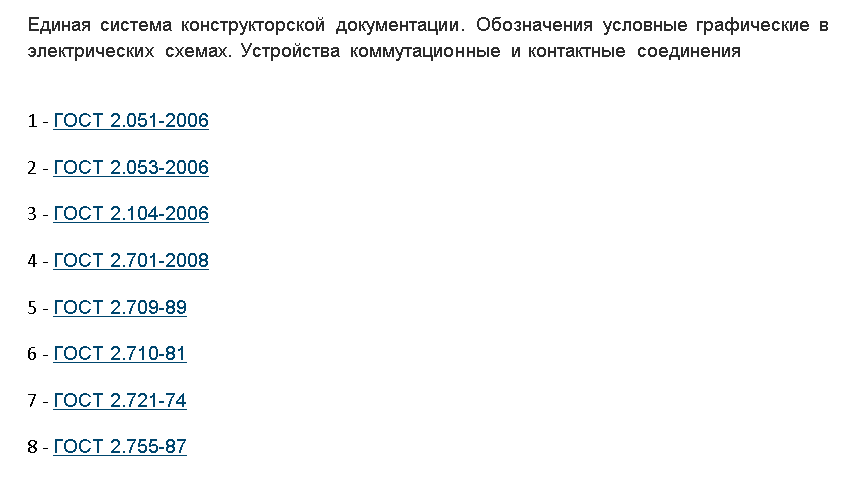 Единая система конструкторской документации. Обозначения условные графические в
электрических схемах. Устройства коммутационные и контактные соединения
1 - ГОСТ 2.051-2006
2 - ГОСТ 2.053-2006
3 - ГОСТ 2.104-2006
4 - ГОСТ 2.701-2008
5 - ГОСТ 2.709-89
6 - ГОСТ 2.710-81
7 - ГОСТ 2.721-74
8 - ГОСТ 2.755-87